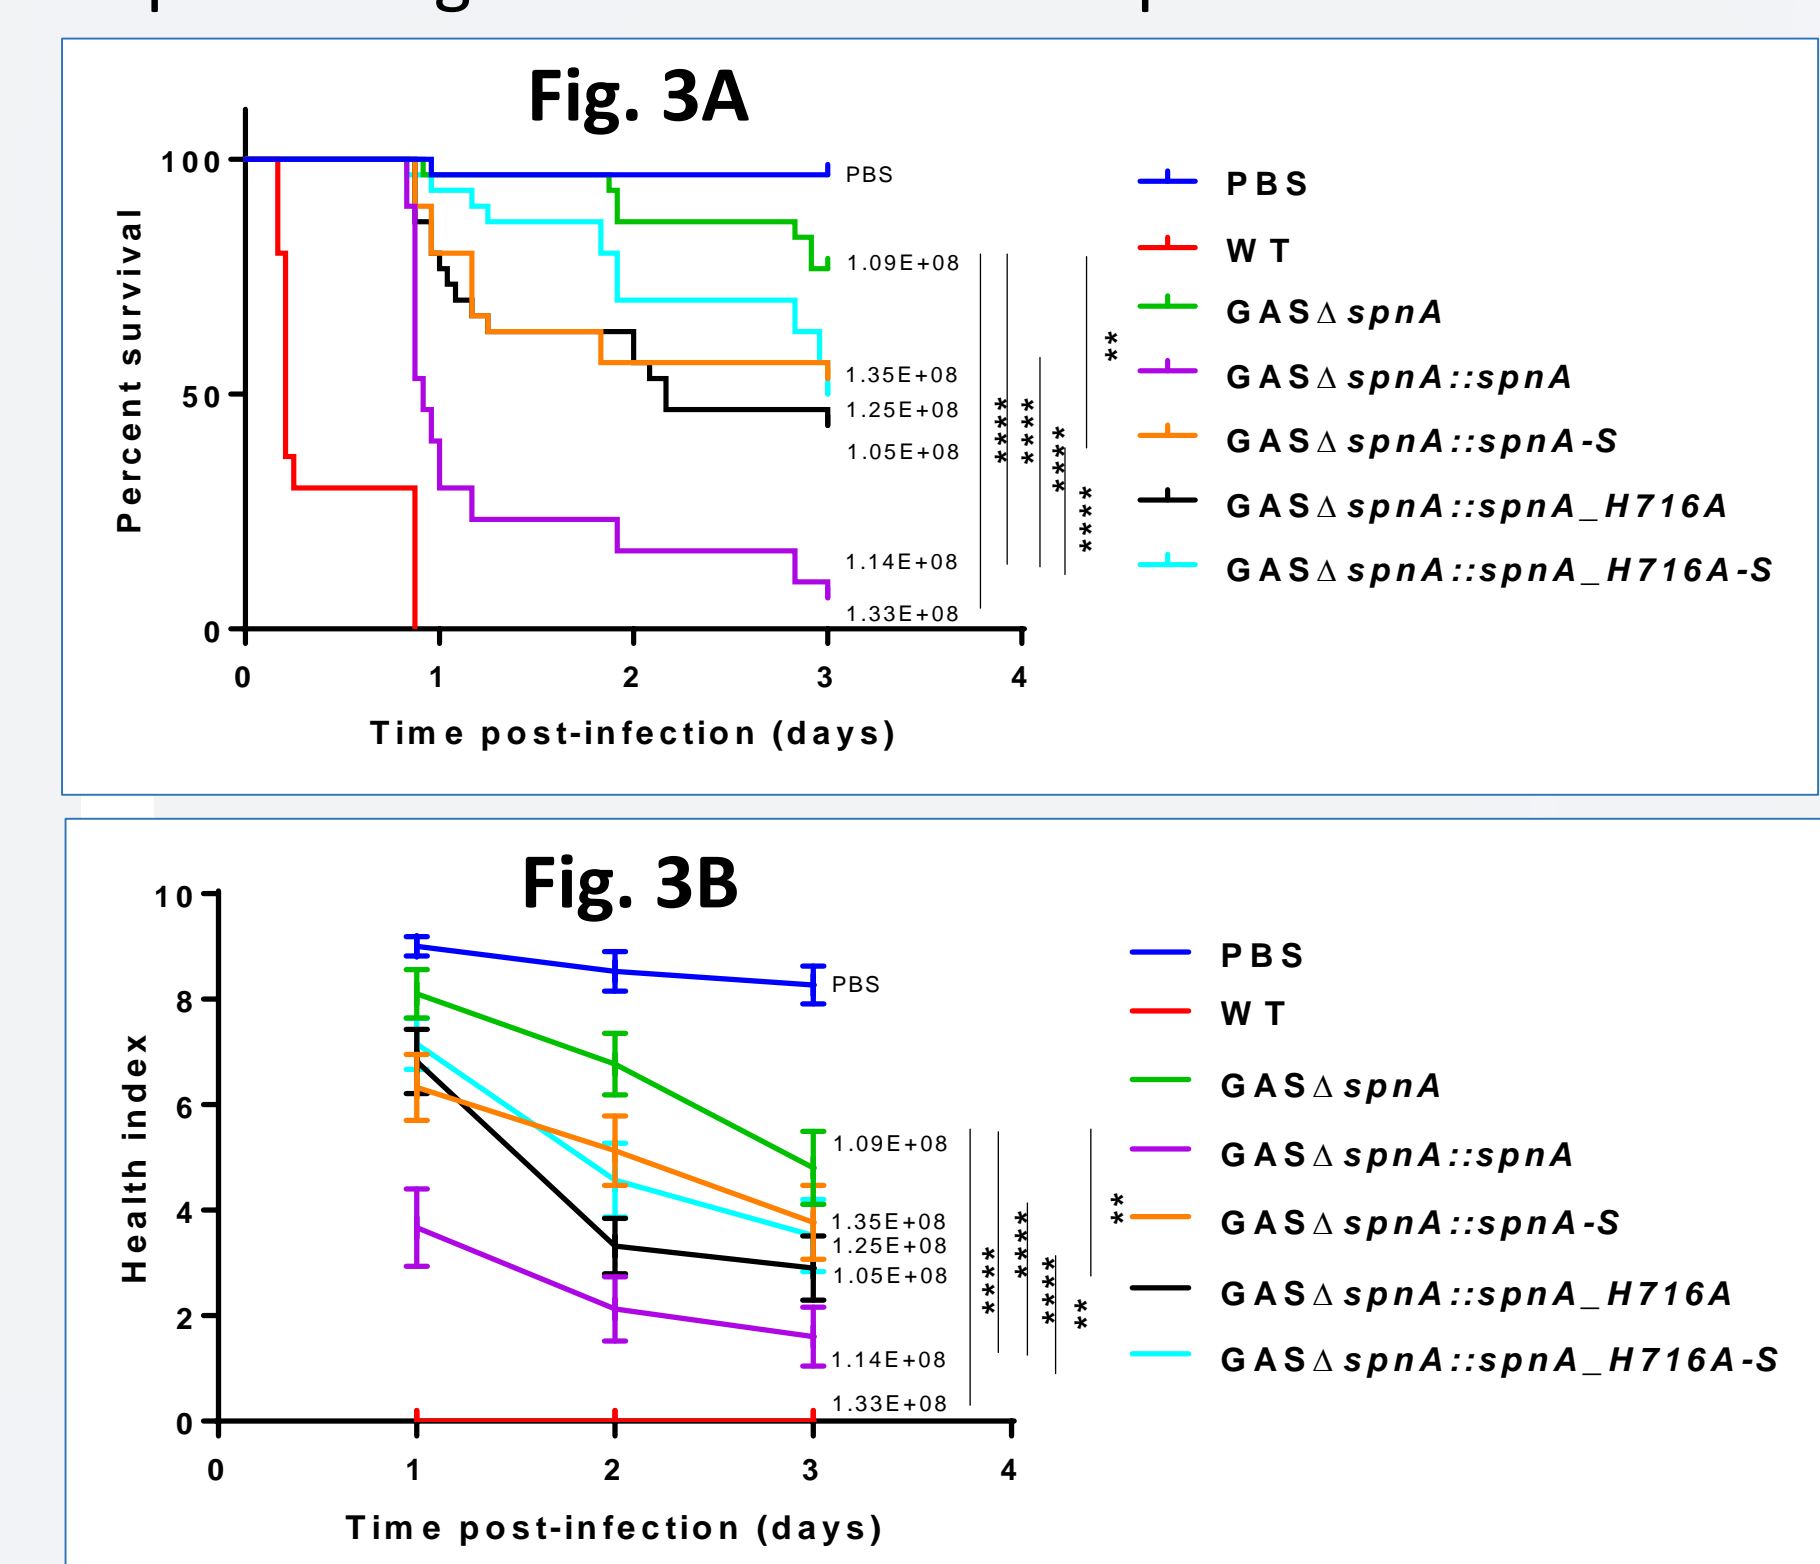 Fig. 3A
Percent survival
100
50
0
0 1 2 3 4
Time post-infection (days)
PBS
1.09E+08
1.35E+08
1.25E+08
1.05E+08
1.14E+08
1.33E+08
****
****
****
****
**
PBS
WT
GASΔspnA
GASΔspnA::spnA
GASΔspnA::spnA-S
GASΔspnA::spnA_H716A
GASΔspnA::spnA_H716A-S
Fig. 3B
Health index
10
8
6
4
2
0
0 1 2 3 4
Time post-infection (days)
PBS
1.09E+08
1.35E+08
1.25E+08
1.05E+08
1.14E+08
1.33E+08
****
****
****
**
**
PBS
WT
GASΔspnA
GASΔspnA::spnA
GASΔspnA::spnA-S
GASΔspnA::spnA_H716A
GASΔspnA::spnA_H716A-S